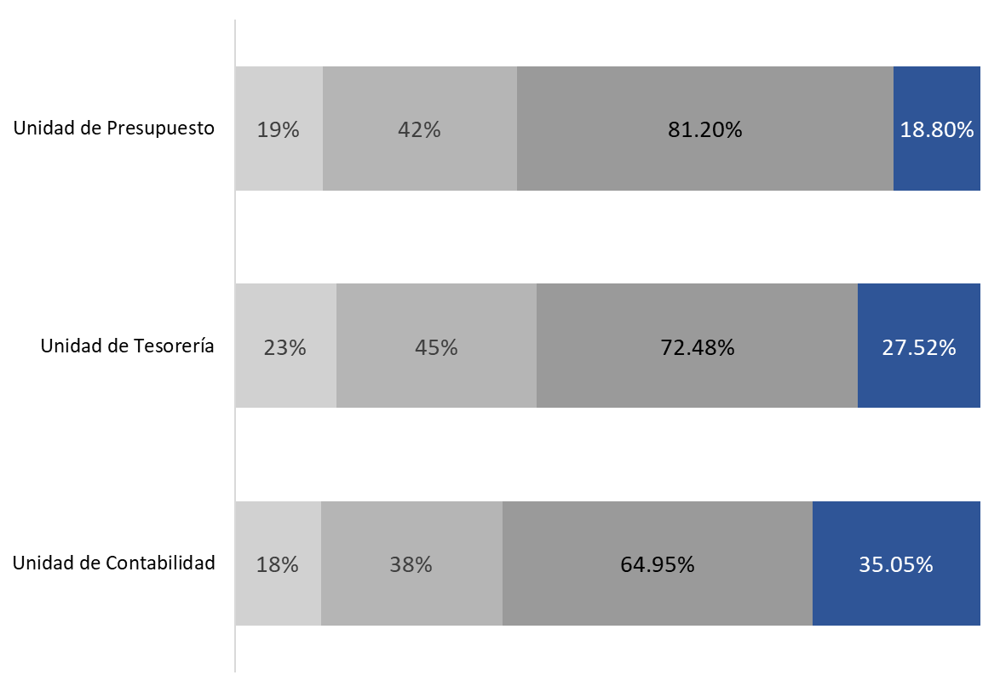 Unidad de Presupuesto 19% 42% 81.20% 18.80%
Unidad de Tesorería 23% 45% 72.48% 27.52%
Unidad de Contabilidad 18% 38% 64.95% 35.05%